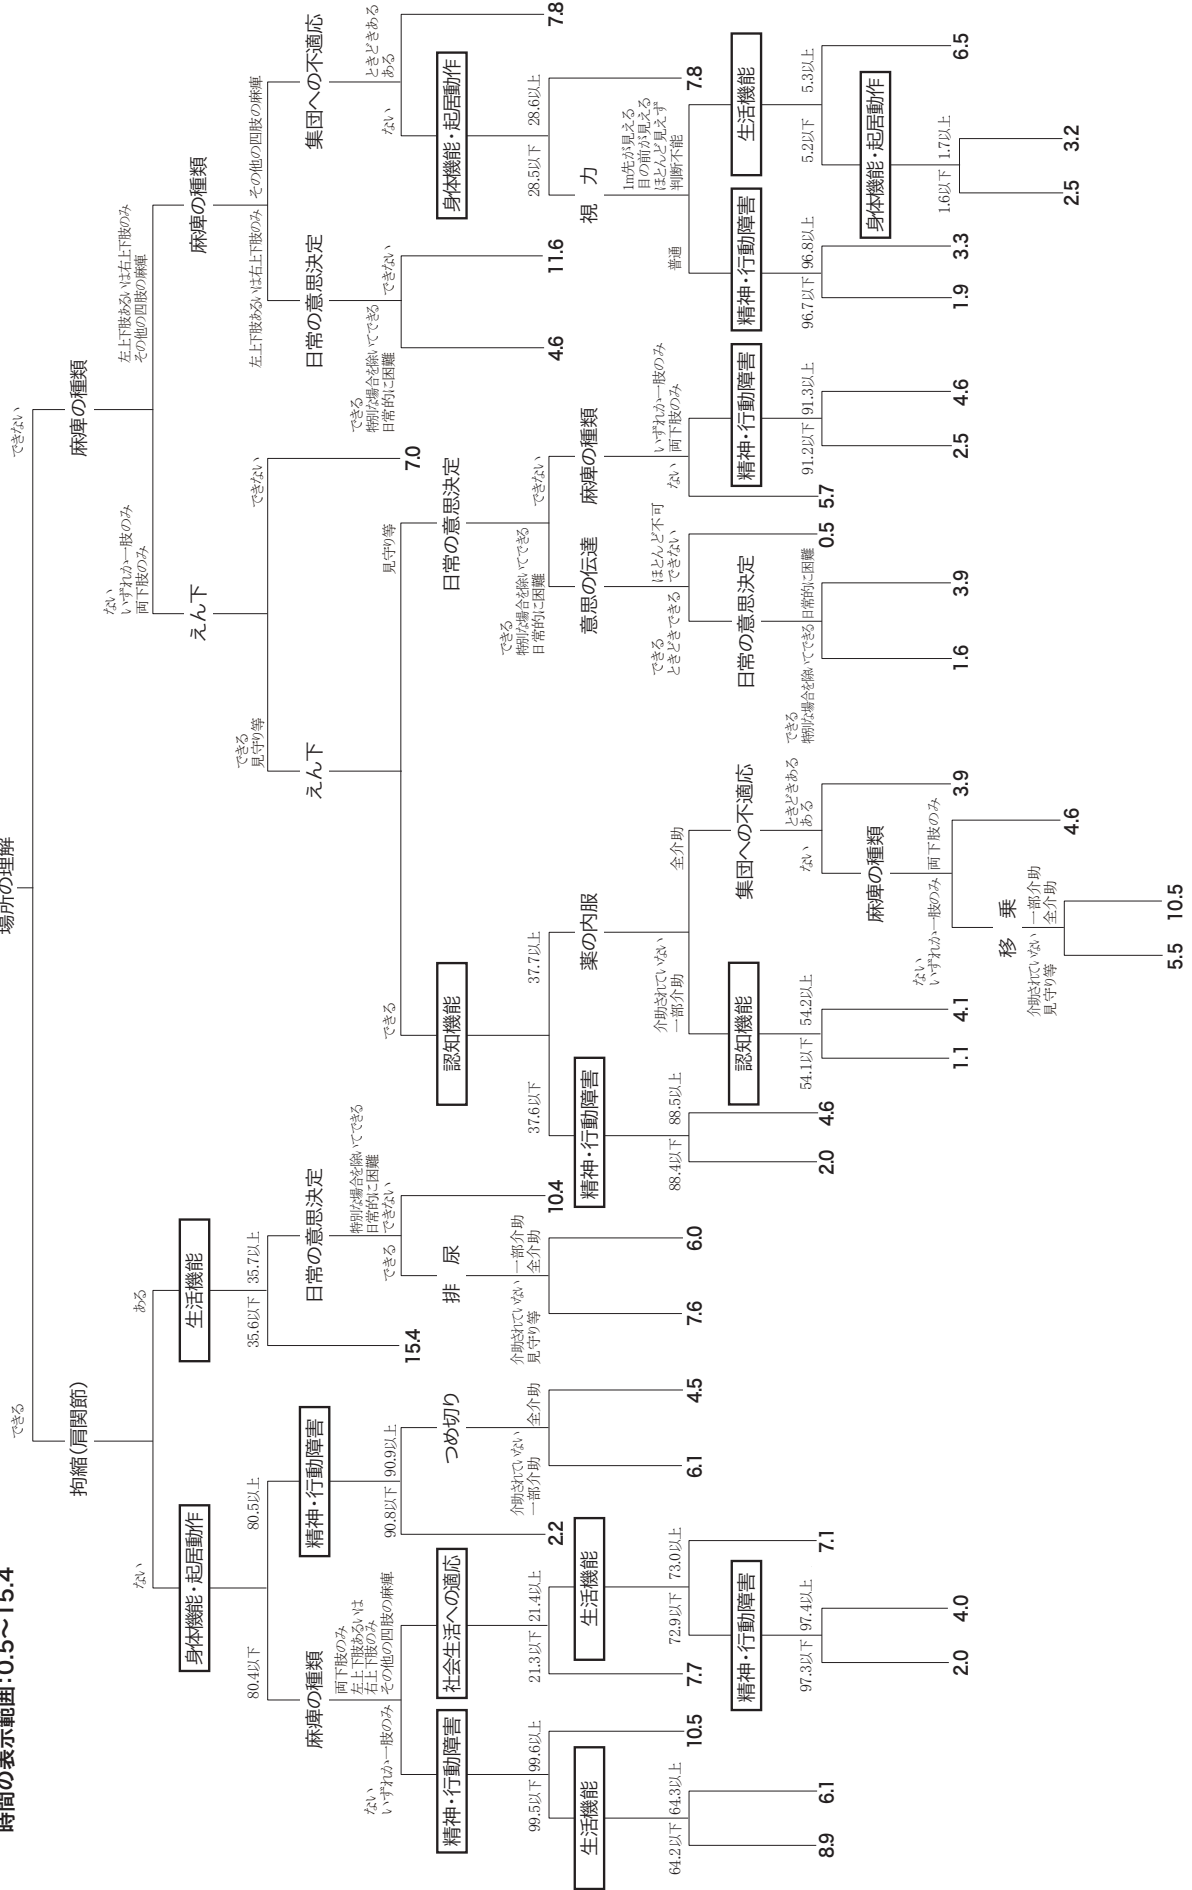 時間の表示範囲：0.5～15.4
場所の理解
できる
できない
拘縮（肩関節）
麻痺の種類
ない
ある
ない
いずれか一肢のみ
両下肢のみ
左上下肢あるいは右上下肢のみ
その他の四肢の麻痺
身体機能・起居動作
生活機能
えん下
麻痺の種類
80.4以下
80.5以上
35.6以下
35.7以上
できる
見守り等
できない
左上下肢あるいは右上下肢のみ
その他の四肢の麻痺
麻痺の種類
精神・行動障害
15.4
日常の意思決定
えん下
7.0
日常の意思決定
集団への不適応
ない
いずれか一肢のみ
両下肢のみ
左上下肢あるいは
右上下肢のみ
その他の四肢の麻痺
90.8以下
90.9以上
できる
特別な場合を除いてできる
日常的に困難
できない
できる
見守り等
できる
特別な場合を除いてできる
日常的に困難
できない
ない
ときどきある
ある
精神・行動障害
社会生活への適応
2.2
つめ切り
排　尿
10.4
認知機能
日常の意思決定
4.6
11.6
身体機能・起居動作
7.8
99.5以下
99.6以上
21.3以下
21.4以上
介助されていない
一部介助
全介助
介助されていない
見守り等
一部介助
全介助
37.6以下
37.7以上
できる
特別な場合を除いてできる
日常的に困難
できない
28.5以下
28.6以上
生活機能
10.5
7.7
生活機能
6.1
4.5
7.6
6.0
精神・行動障害
薬の内服
意思の伝達
麻痺の種類
視　力
7.8
64.2以下
64.3以上
72.9以下
73.0以上
88.4以下
88.5以上
介助されていない
一部介助
全介助
できる
ときどきできる
ほとんど不可
できない
ない
いずれか一肢のみ
両下肢のみ
普通
1m先が見える
目の前が見える
ほとんど見えず
判断不能
8.9
6.1
精神・行動障害
7.1
2.0
4.6
認知機能
集団への不適応
日常の意思決定
0.5
5.7
精神・行動障害
精神・行動障害
生活機能
97.3以下
97.4以上
54.1以下
54.2以上
ない
ときどきある
ある
できる
特別な場合を除いてできる
日常的に困難
91.2以下
91.3以上
96.7以下
96.8以上
5.2以下
5.3以上
2.0
4.0
1.1
4.1
麻痺の種類
3.9
1.6
3.9
2.5
4.6
1.9
3.3
身体機能・起居動作
6.5
ない
いずれか一肢のみ
両下肢のみ
1.6以下
1.7以上
移　乗
4.6
2.5
3.2
介助されていない
見守り等
一部介助
全介助
5.5
10.5